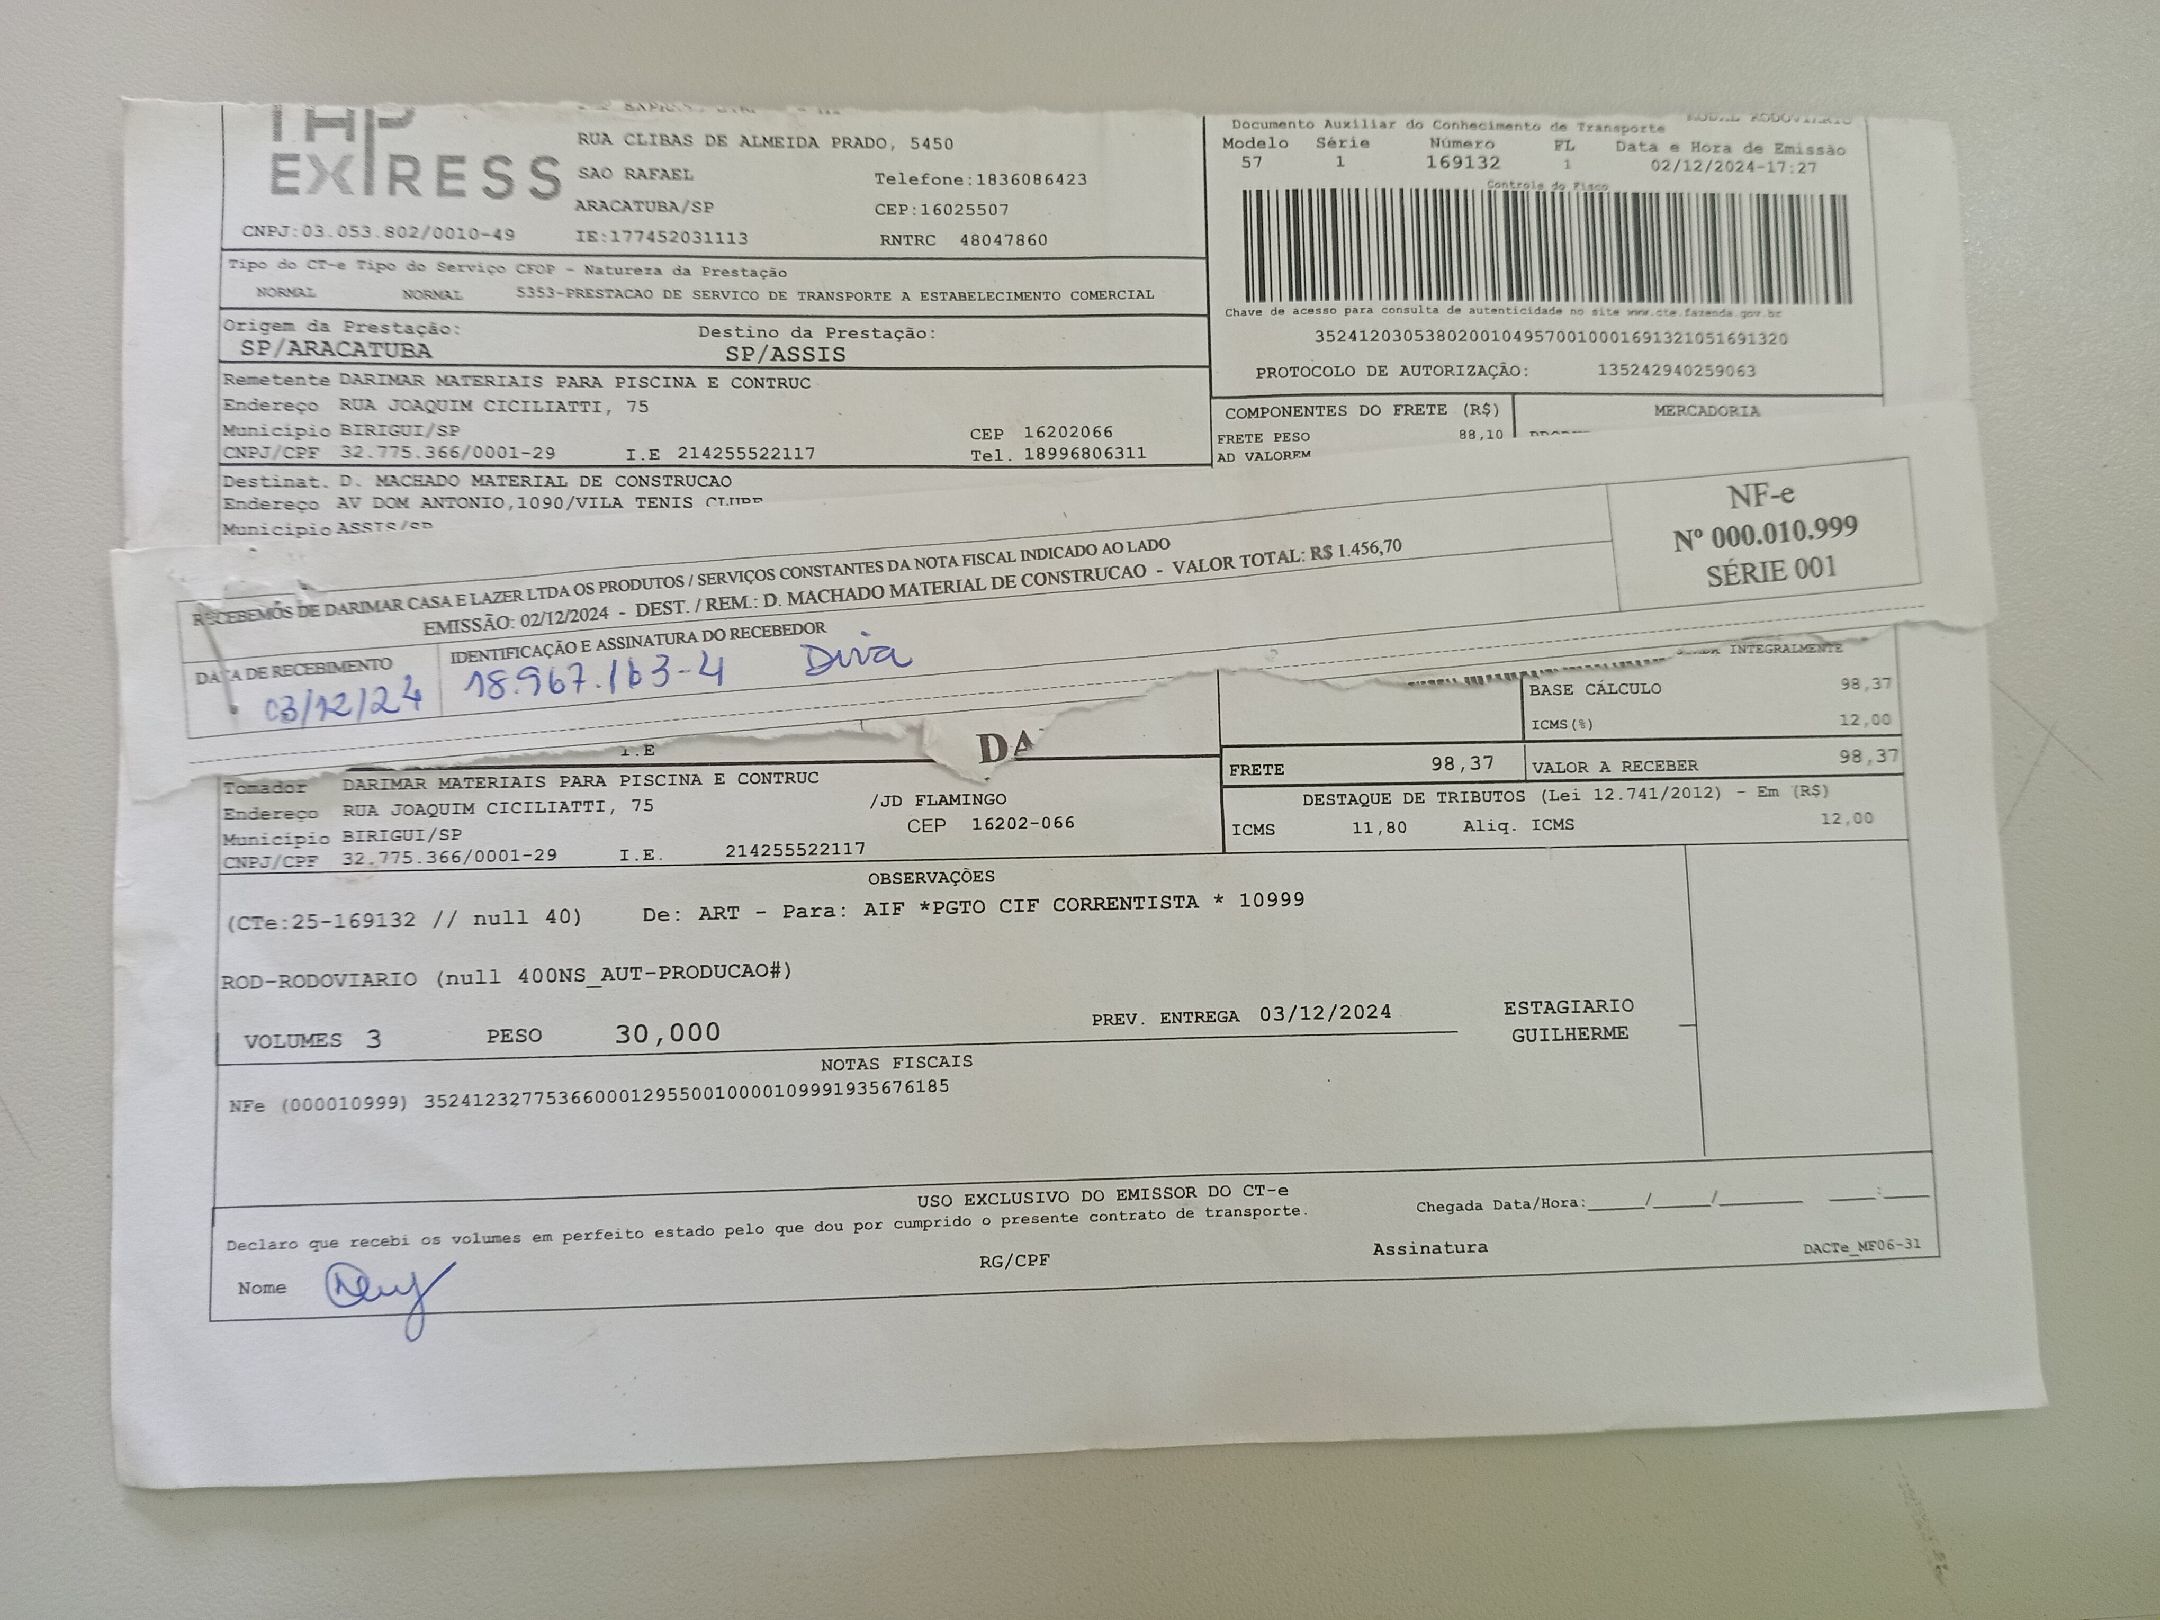 EXPRESS
RUA CLIBAS DE ALMEIDA PRADO, 5450
SAO RAFAEL Telefone:1836086423
ARACATUBA/SP CEP:16025507
CNPJ:03.053.802/0010-49 IE:177452031113 RNTRC 48047860
Documento Auxiliar do Conhecimento de Transporte
Modelo Série Número FL Data e Hora de Emissão
57 1 169132 1 02/12/2024-17:27
Controle do Fisco
Chave de acesso para consulta de autenticidade no site www.cte.fazenda.gov.br
35241203053802001049570010001691321051691320
PROTOCOLO DE AUTORIZAÇÃO: 135242940259063
Tipo do CT-e Tipo do Serviço CFOP - Natureza da Prestação
NORMAL NORMAL 5353-PRESTACAO DE SERVICO DE TRANSPORTE A ESTABELECIMENTO COMERCIAL
Origem da Prestação: Destino da Prestação:
SP/ARACATUBA SP/ASSIS
Remetente DARIMAR MATERIAIS PARA PISCINA E CONTRUC
Endereço RUA JOAQUIM CICILIATTI, 75
Município BIRIGUI/SP CEP 16202066
CNPJ/CPF 32.775.366/0001-29 I.E 214255522117 Tel. 18996806311
COMPONENTES DO FRETE (R$) MERCADORIA
FRETE PESO 88,10
AD VALOREM
Destinat. D. MACHADO MATERIAL DE CONSTRUCAO
Endereço AV DOM ANTONIO,1090/VILA TENIS CLUBE
Município ASSIS/SP
RECEBEMOS DE DARIMAR CASA E LAZER LTDA OS PRODUTOS / SERVIÇOS CONSTANTES DA NOTA FISCAL INDICADO AO LADO
EMISSÃO: 02/12/2024 - DEST. / REM.: D. MACHADO MATERIAL DE CONSTRUCAO - VALOR TOTAL: R$ 1.456,70
NF-e
Nº 000.010.999
SÉRIE 001
DATA DE RECEBIMENTO IDENTIFICAÇÃO E ASSINATURA DO RECEBEDOR
03/12/24 18.967.163-4 Diva
INTEGRALMENTE
BASE CÁLCULO 98,37
ICMS(%) 12,00
I.E
FRETE 98,37 VALOR A RECEBER 98,37
DESTAQUE DE TRIBUTOS (Lei 12.741/2012) - Em (R$)
ICMS 11,80 Aliq. ICMS 12,00
Tomador DARIMAR MATERIAIS PARA PISCINA E CONTRUC
Endereço RUA JOAQUIM CICILIATTI, 75 /JD FLAMINGO
Município BIRIGUI/SP CEP 16202-066
CNPJ/CPF 32.775.366/0001-29 I.E. 214255522117
OBSERVAÇÕES
(CTe:25-169132 // null 40) De: ART - Para: AIF *PGTO CIF CORRENTISTA * 10999
ROD-RODOVIARIO (null 400NS_AUT-PRODUCAO#)
VOLUMES 3 PESO 30,000 PREV. ENTREGA 03/12/2024 ESTAGIARIO
GUILHERME
NOTAS FISCAIS
NFe (000010999) 35241232775366000129550010000109991935676185
USO EXCLUSIVO DO EMISSOR DO CT-e
Declaro que recebi os volumes em perfeito estado pelo que dou por cumprido o presente contrato de transporte. Chegada Data/Hora:____/____/______ ___:___
Nome RG/CPF Assinatura DACTe_MF06-31